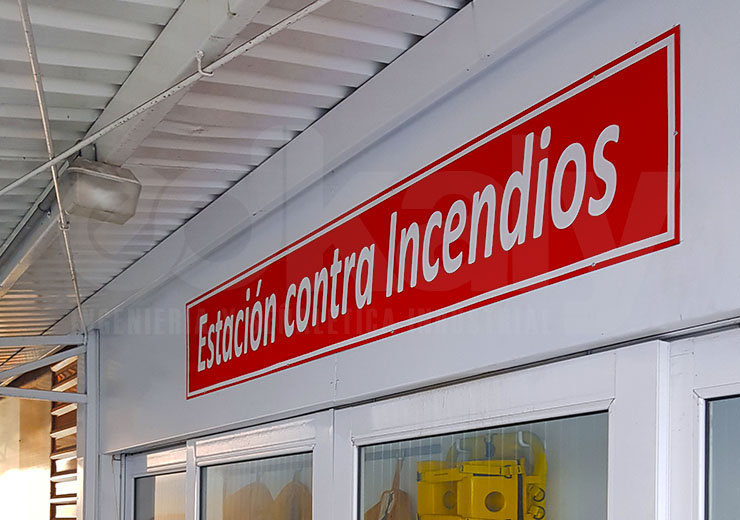 Estación contra Incendios